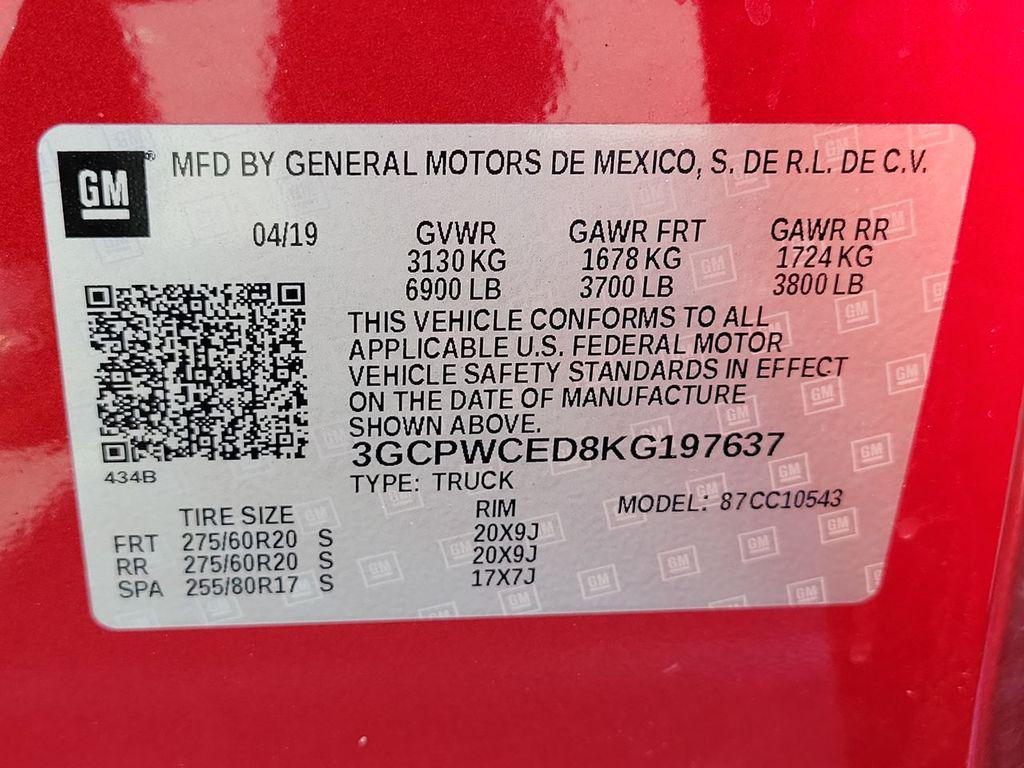 GM ® MFD BY GENERAL MOTORS DE MEXICO, S. DE R.L. DE C.V.
04/19 GVWR GAWR FRT GAWR RR
3130 KG 1678 KG 1724 KG
6900 LB 3700 LB 3800 LB
THIS VEHICLE CONFORMS TO ALL
APPLICABLE U.S. FEDERAL MOTOR
VEHICLE SAFETY STANDARDS IN EFFECT
ON THE DATE OF MANUFACTURE
SHOWN ABOVE.
3GCPWCED8KG197637
434B
TYPE: TRUCK
TIRE SIZE RIM MODEL: 87CC10543
FRT 275/60R20 S 20X9J
RR 275/60R20 S 20X9J
SPA 255/80R17 S 17X7J